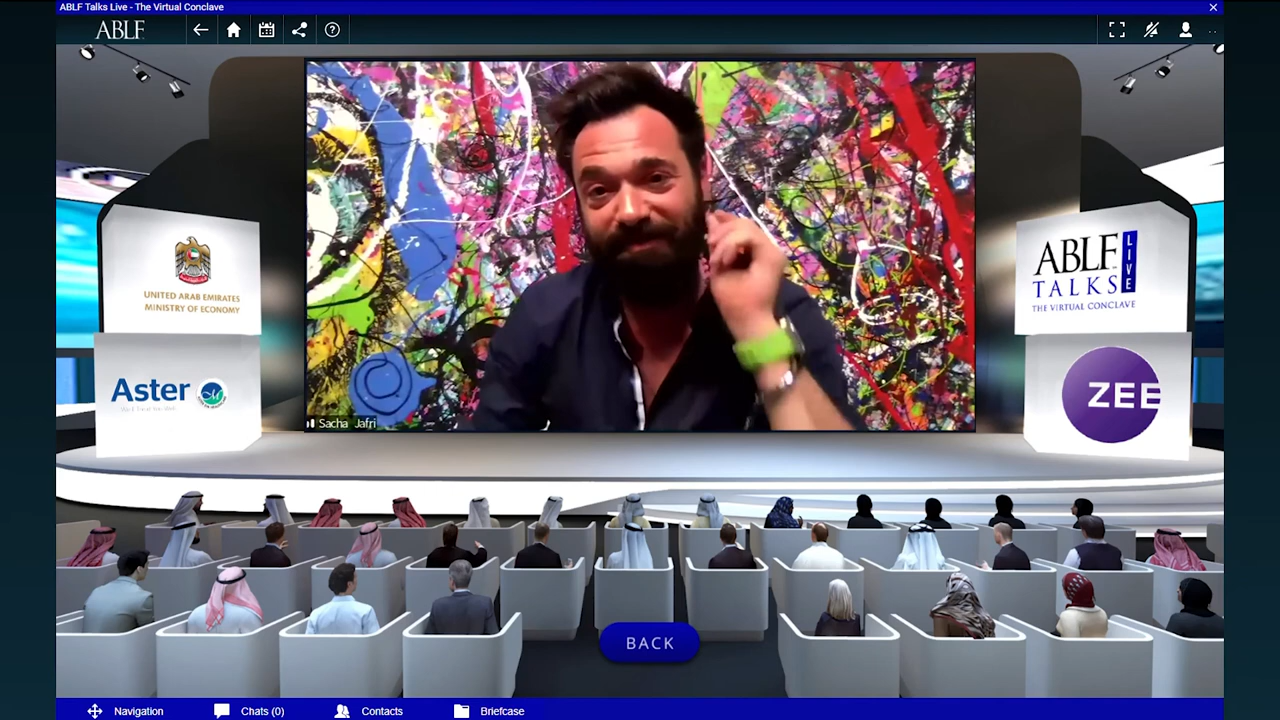 ABLF Talks Live - The Virtual Conclave
ABLF
UNITED ARAB EMIRATES
MINISTRY OF ECONOMY
Aster
ABLF
TALKS
LIVE
THE VIRTUAL CONCLAVE
ZEE
Sacha Jafri
BACK
Navigation
Chats (0)
Contacts
Briefcase